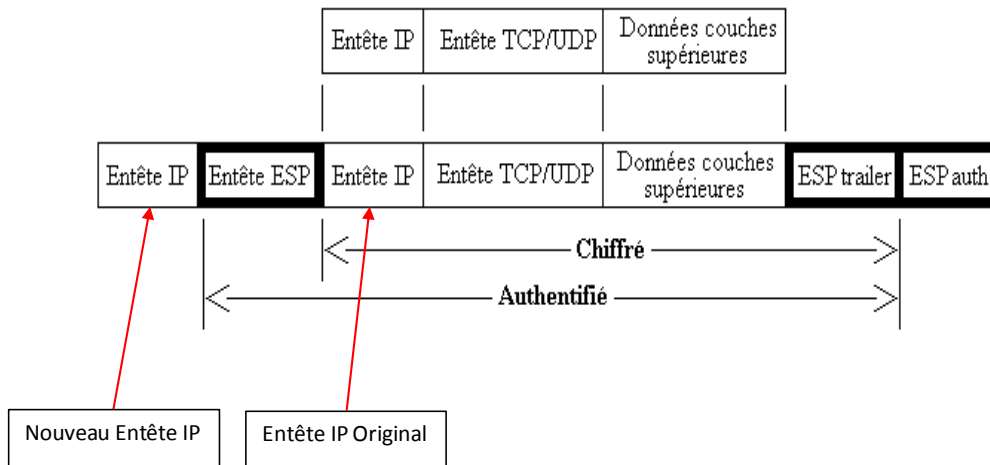 Entête IP Entête TCP/UDP Données couches
supérieures
Entête IP Entête ESP Entête IP Entête TCP/UDP Données couches
supérieures ESP trailer ESP auth
Chiffré
Authentifié
Nouveau Entête IP Entête IP Original